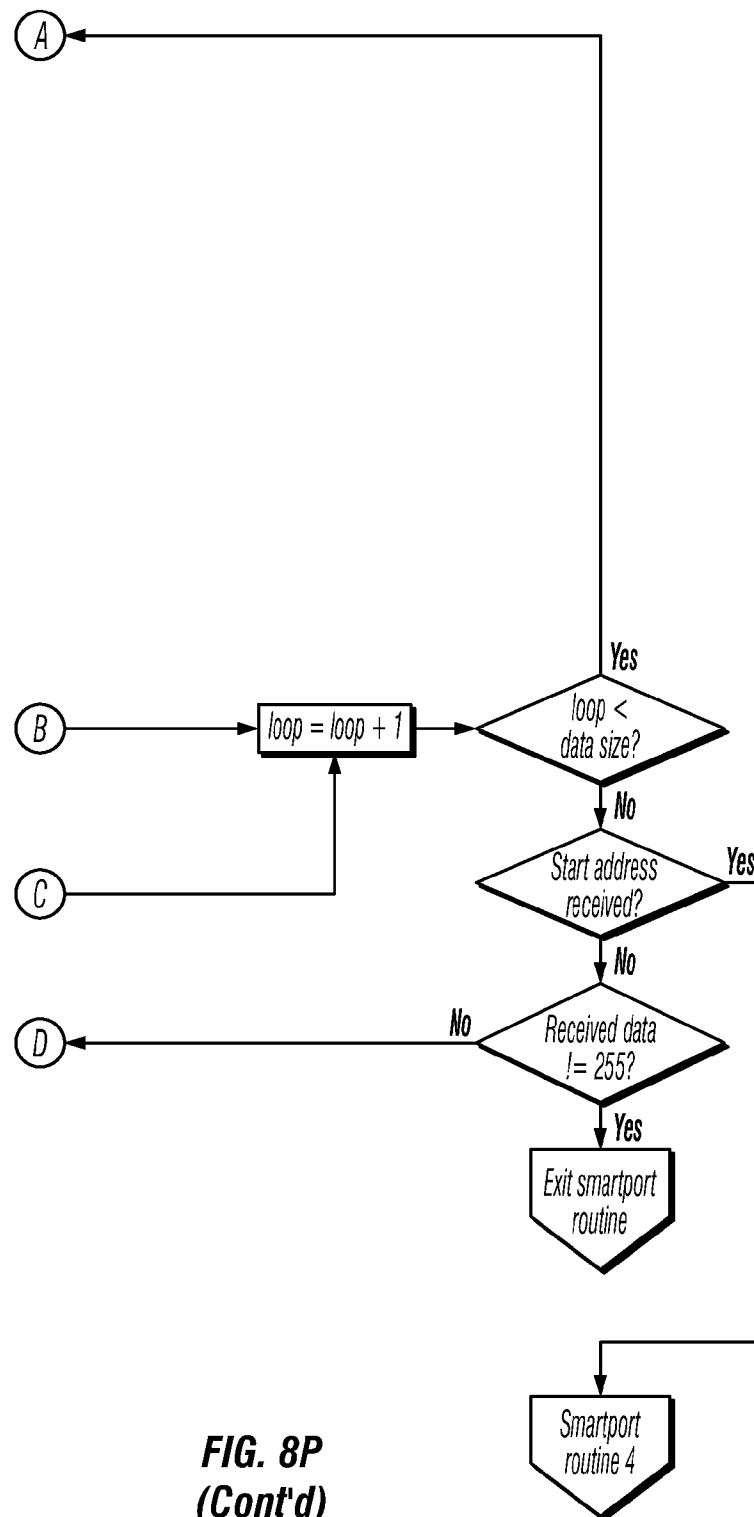 A
Yes
B
loop = loop + 1
loop <
data size?
No
C
Start address
received?
Yes
No
D
No
Received data
!= 255?
Yes
Exit smartport
routine
Smartport
routine 4
FIG. 8P
(Cont'd)